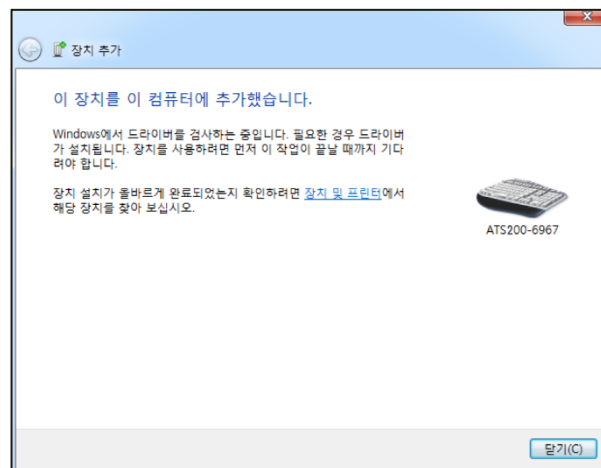 장치 추가
이 장치를 이 컴퓨터에 추가했습니다.
Windows에서 드라이버를 검사하는 중입니다. 필요한 경우 드라이버
가 설치됩니다. 장치를 사용하려면 먼저 이 작업이 끝날 때까지 기다
려야 합니다.
장치 설치가 올바르게 완료되었는지 확인하려면 장치 및 프린터에서
해당 장치를 찾아 보십시오.
ATS200-6967
닫기(C)